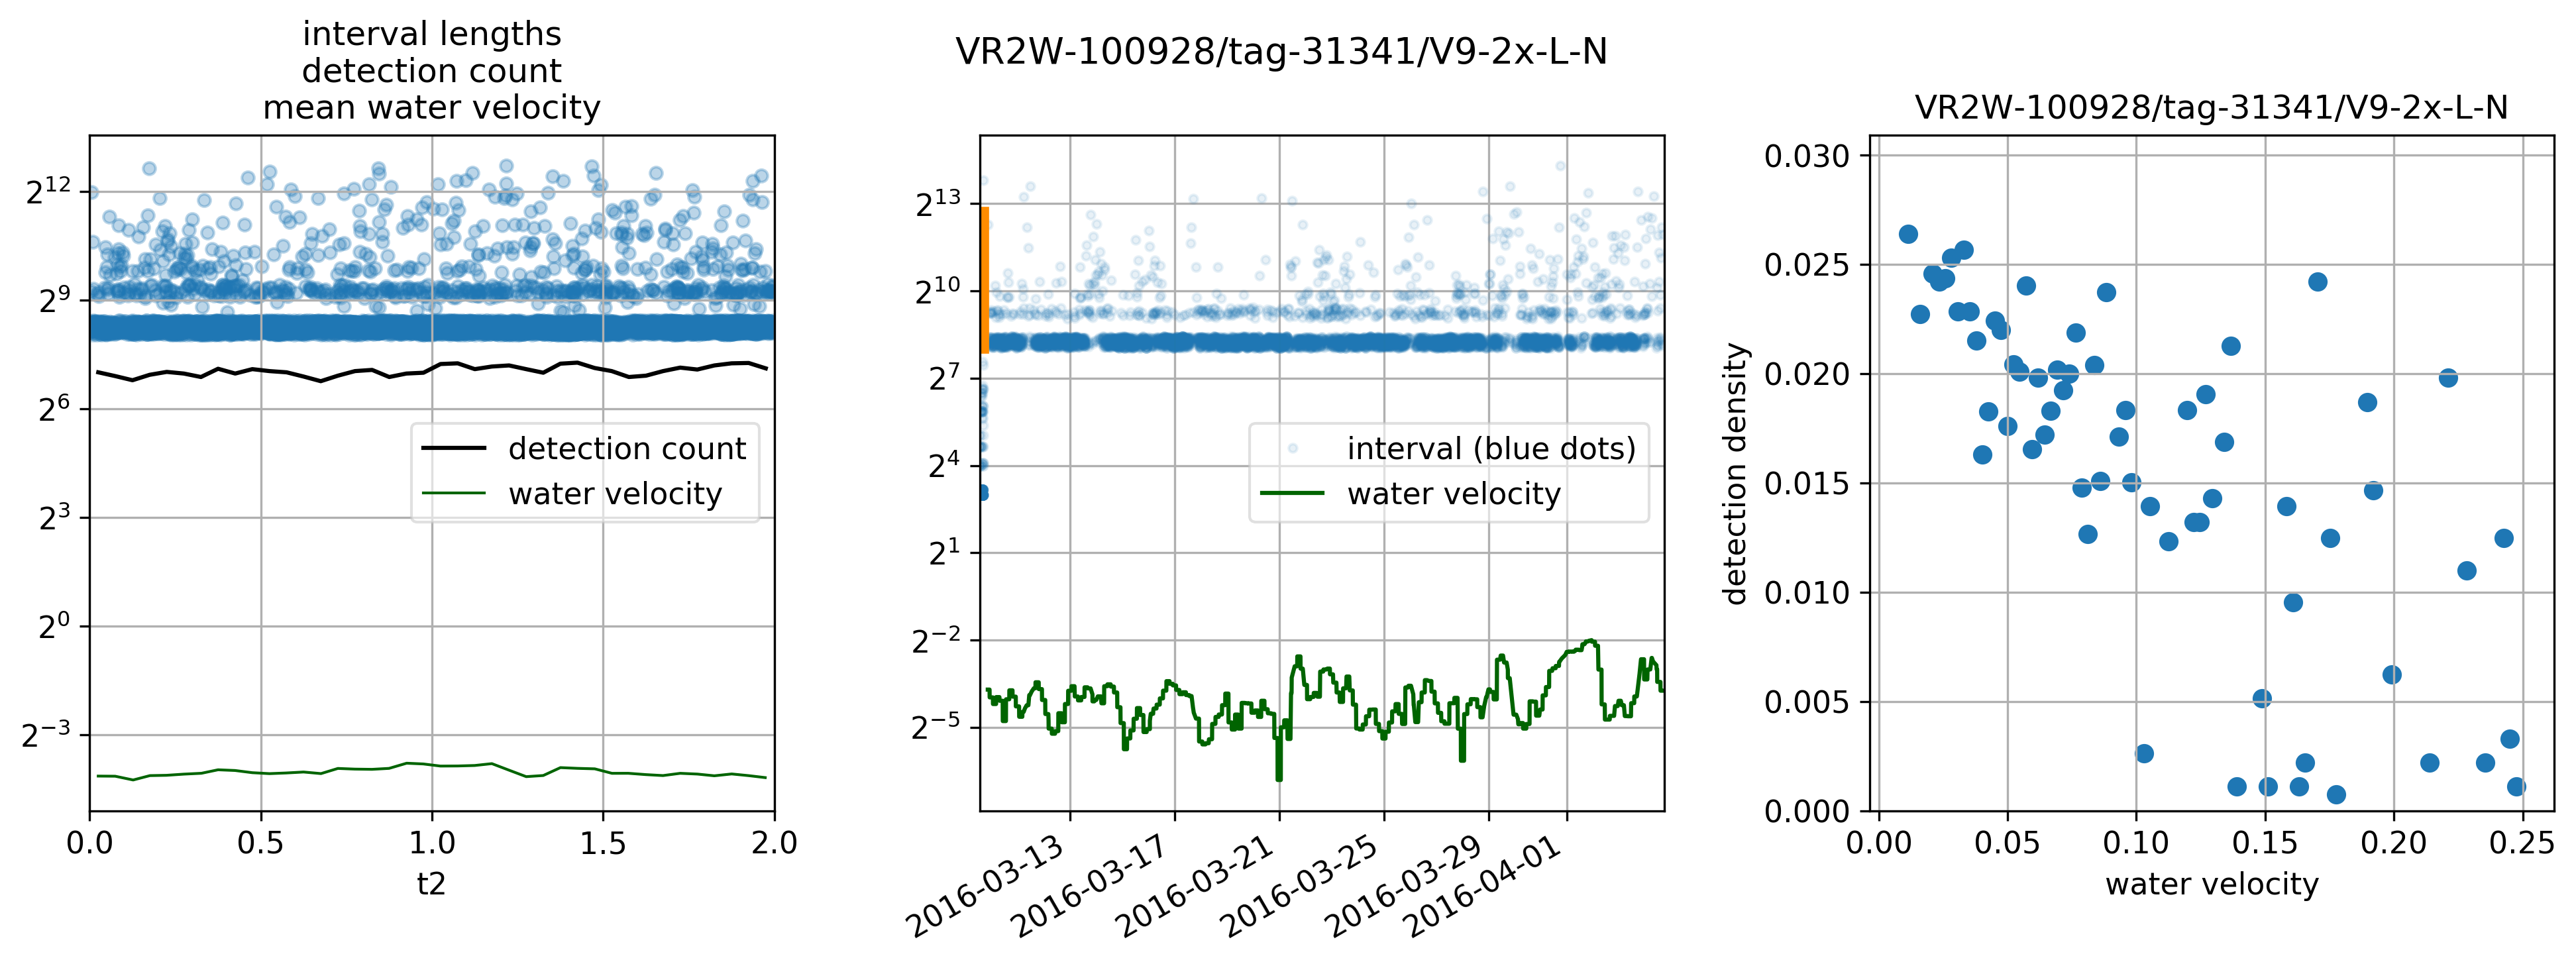 interval lengths
detection count
mean water velocity
2^12
2^9
2^6
2^3
2^0
2^−3
detection count
water velocity
0.0 0.5 1.0 1.5 2.0
t2
VR2W-100928/tag-31341/V9-2x-L-N
2^13
2^10
2^7
2^4
2^1
2^−2
2^−5
interval (blue dots)
water velocity
2016-03-13
2016-03-17
2016-03-21
2016-03-25
2016-03-29
2016-04-01
VR2W-100928/tag-31341/V9-2x-L-N
detection density
0.030
0.025
0.020
0.015
0.010
0.005
0.000
0.00 0.05 0.10 0.15 0.20 0.25
water velocity